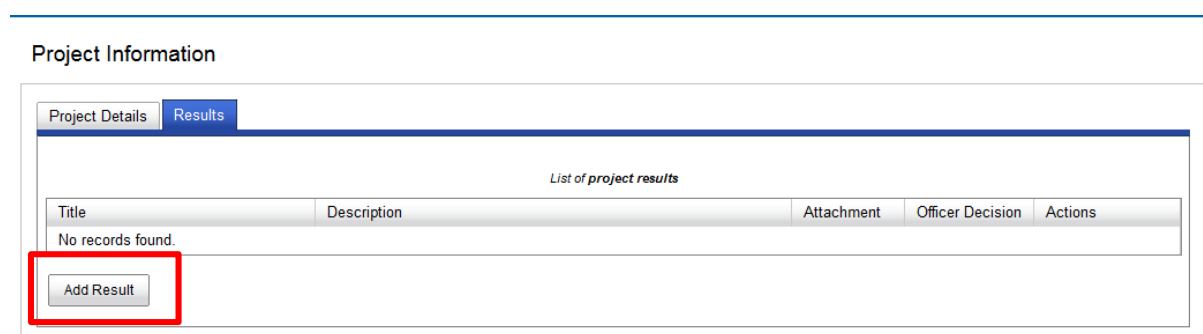 Project Information
Project Details Results
List of project results
Title Description Attachment Officer Decision Actions
No records found.
Add Result